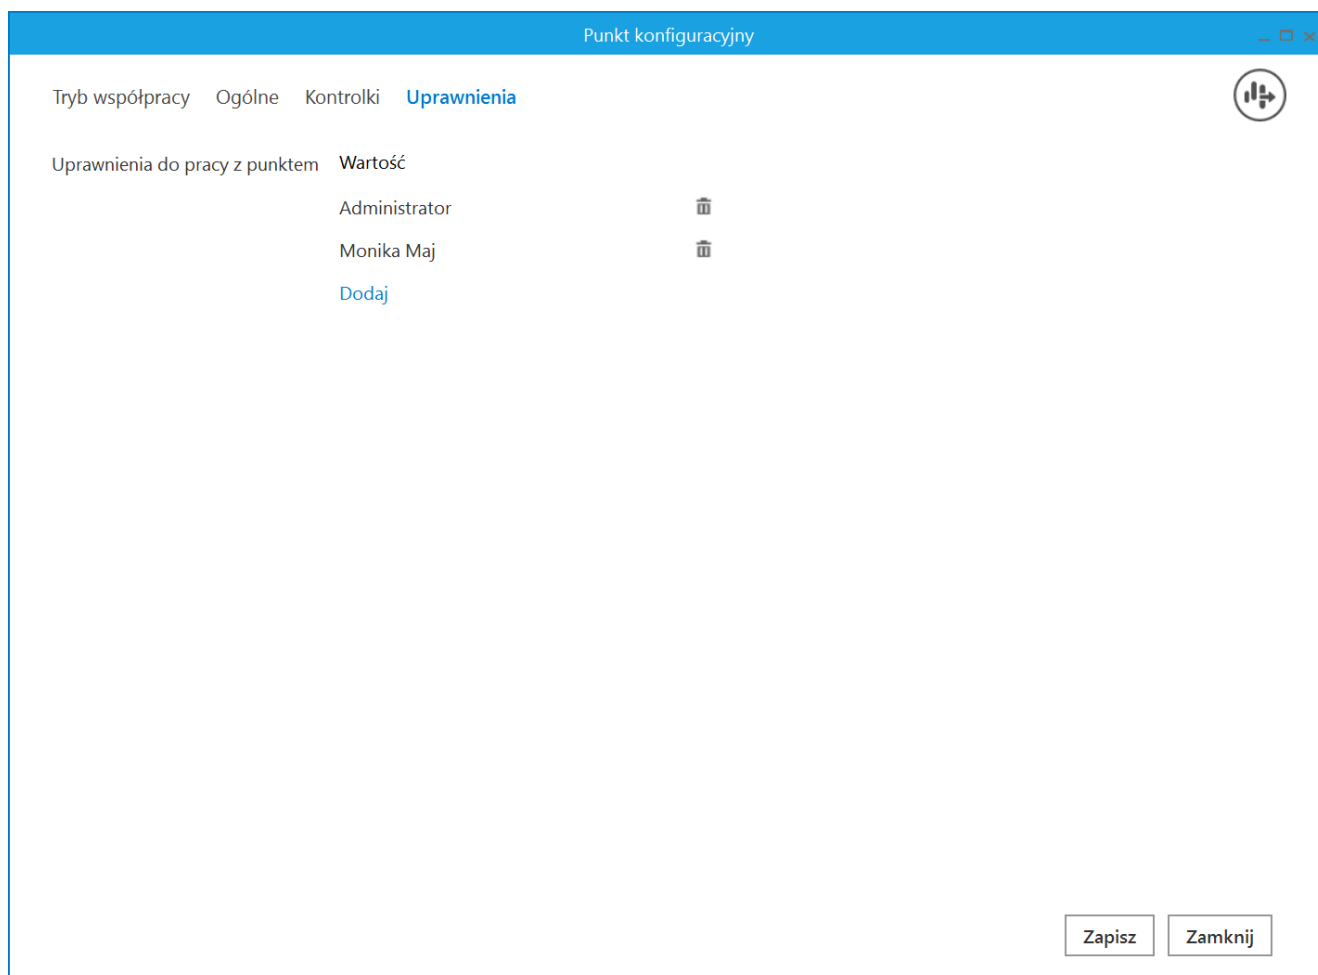 Punkt konfiguracyjny
Tryb współpracy Ogólne Kontrolki Uprawnienia
Uprawnienia do pracy z punktem Wartość
Administrator
Monika Maj
Dodaj
Zapisz Zamknij